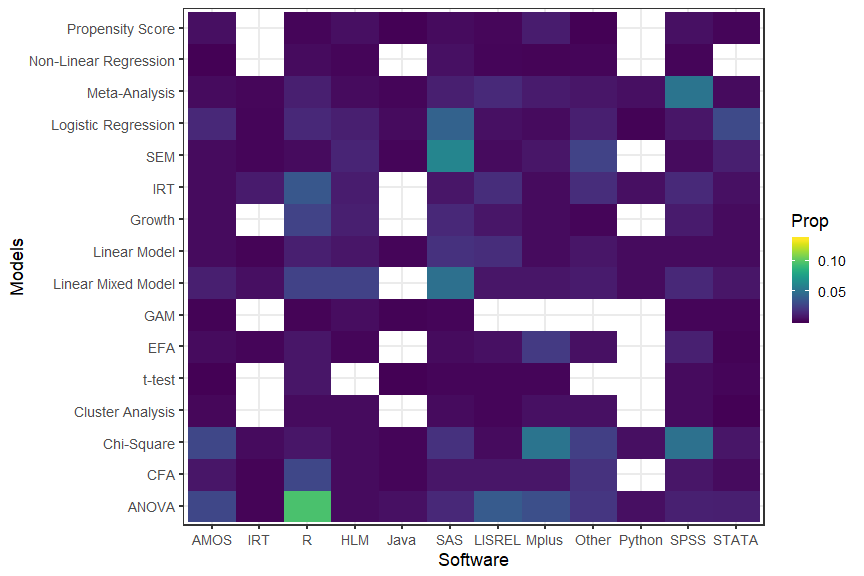 Propensity Score
Non-Linear Regression
Meta-Analysis
Logistic Regression
SEM
IRT
Growth
Linear Model
Linear Mixed Model
GAM
EFA
t-test
Cluster Analysis
Chi-Square
CFA
ANOVA
Models
AMOS IRT R HLM Java SAS LISREL Mplus Other Python SPSS STATA
Software
Prop
0.10
0.05